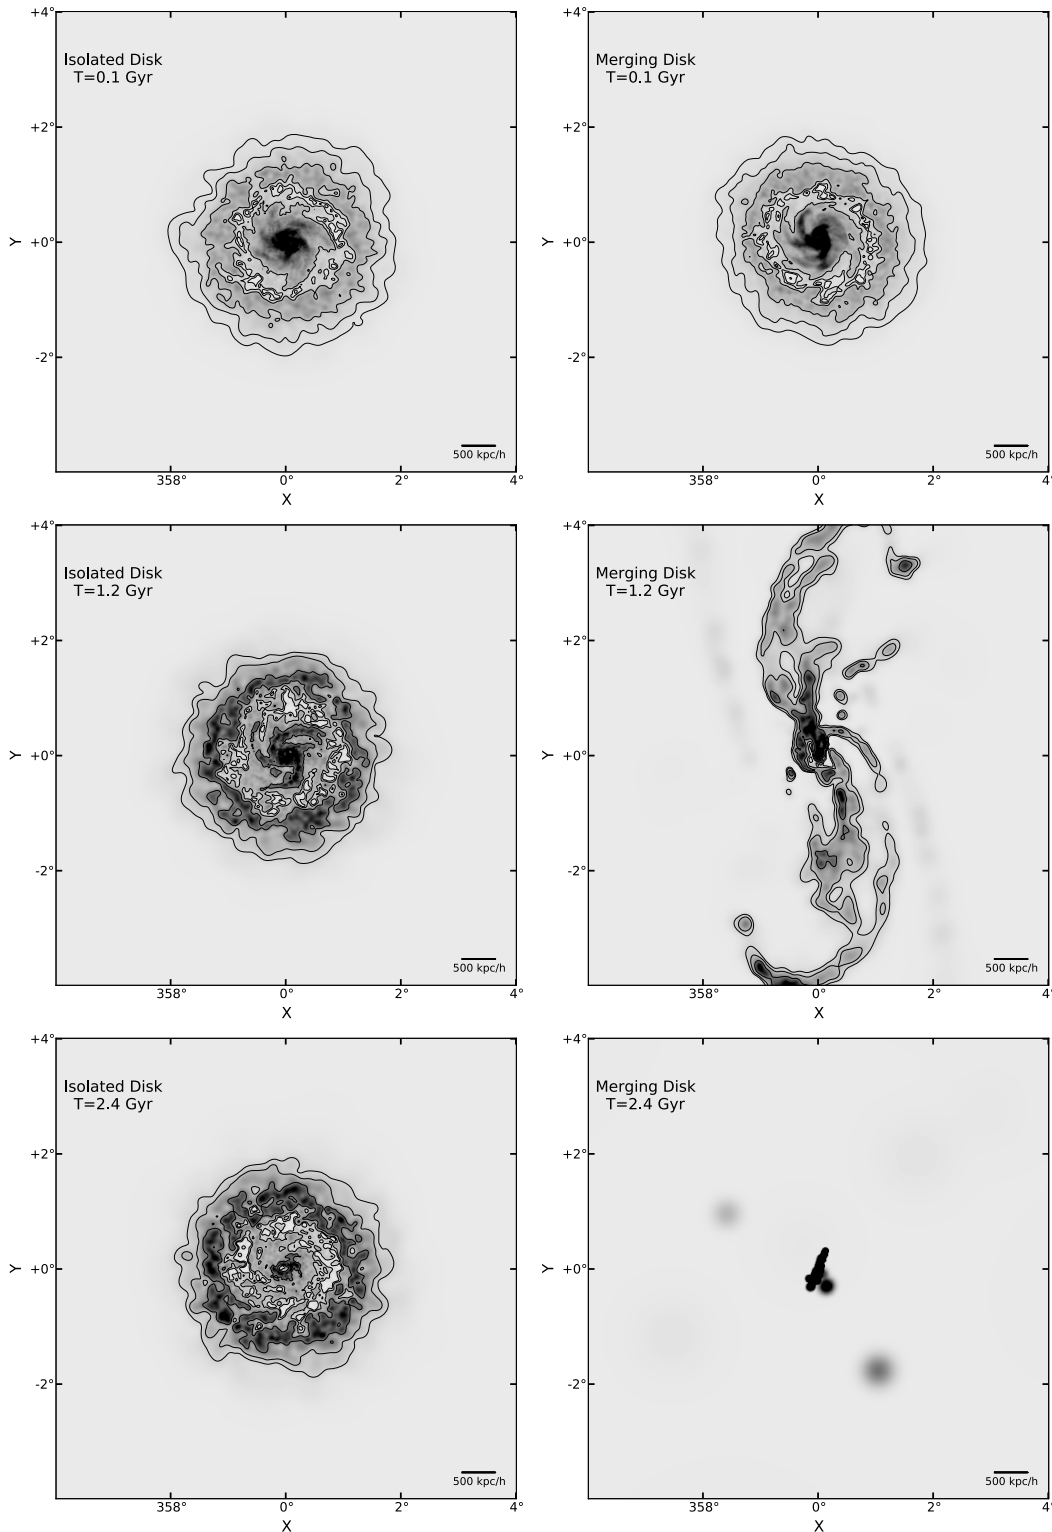 +4°
Isolated Disk
T=0.1 Gyr
+2°
Y
+0°
-2°
500 kpc/h
358°
0°
2°
4°
X
+4°
Merging Disk
T=0.1 Gyr
+2°
Y
+0°
-2°
500 kpc/h
358°
0°
2°
4°
X
+4°
Isolated Disk
T=1.2 Gyr
+2°
Y
+0°
-2°
500 kpc/h
358°
0°
2°
4°
X
+4°
Merging Disk
T=1.2 Gyr
+2°
Y
+0°
-2°
500 kpc/h
358°
0°
2°
4°
X
+4°
Isolated Disk
T=2.4 Gyr
+2°
Y
+0°
-2°
500 kpc/h
358°
0°
2°
4°
X
+4°
Merging Disk
T=2.4 Gyr
+2°
Y
+0°
-2°
500 kpc/h
358°
0°
2°
4°
X